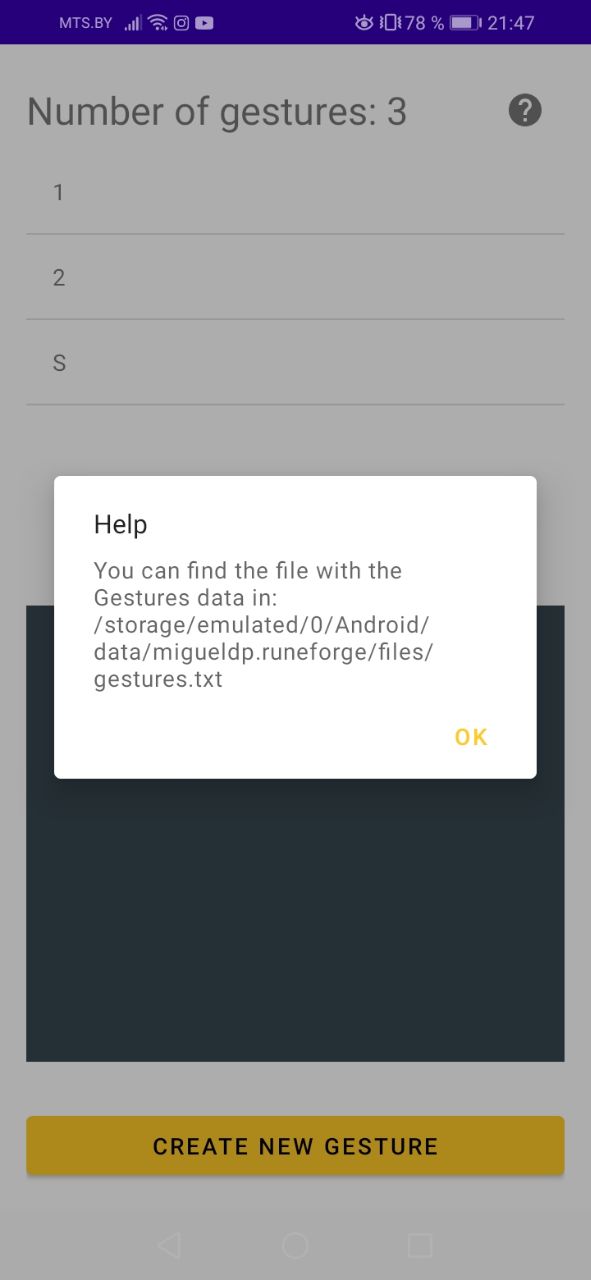 MTS.BY 78 % 21:47
Number of gestures: 3 ?
1
2
S
Help
You can find the file with the
Gestures data in:
/storage/emulated/0/Android/
data/migueldp.runeforge/files/
gestures.txt
OK
CREATE NEW GESTURE